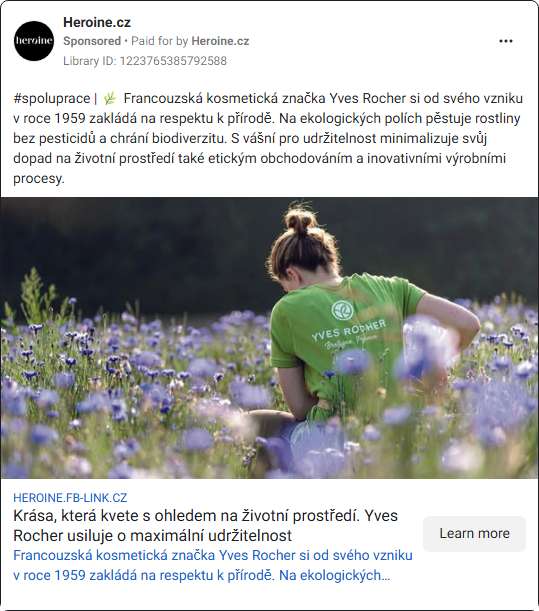 Heroine.cz
Sponsored • Paid for by Heroine.cz
Library ID: 1223765385792588
heroine
#spoluprace | 🌿 Francouzská kosmetická značka Yves Rocher si od svého vzniku
v roce 1959 zakládá na respektu k přírodě. Na ekologických polích pěstuje rostliny
bez pesticidů a chrání biodiverzitu. S vášní pro udržitelnost minimalizuje svůj
dopad na životní prostředí také etickým obchodováním a inovativními výrobními
procesy.
YVES ROCHER
HEROINE.FB-LINK.CZ
Krása, která kvete s ohledem na životní prostředí. Yves
Rocher usiluje o maximální udržitelnost
Francouzská kosmetická značka Yves Rocher si od svého vzniku
v roce 1959 zakládá na respektu k přírodě. Na ekologických...
Learn more